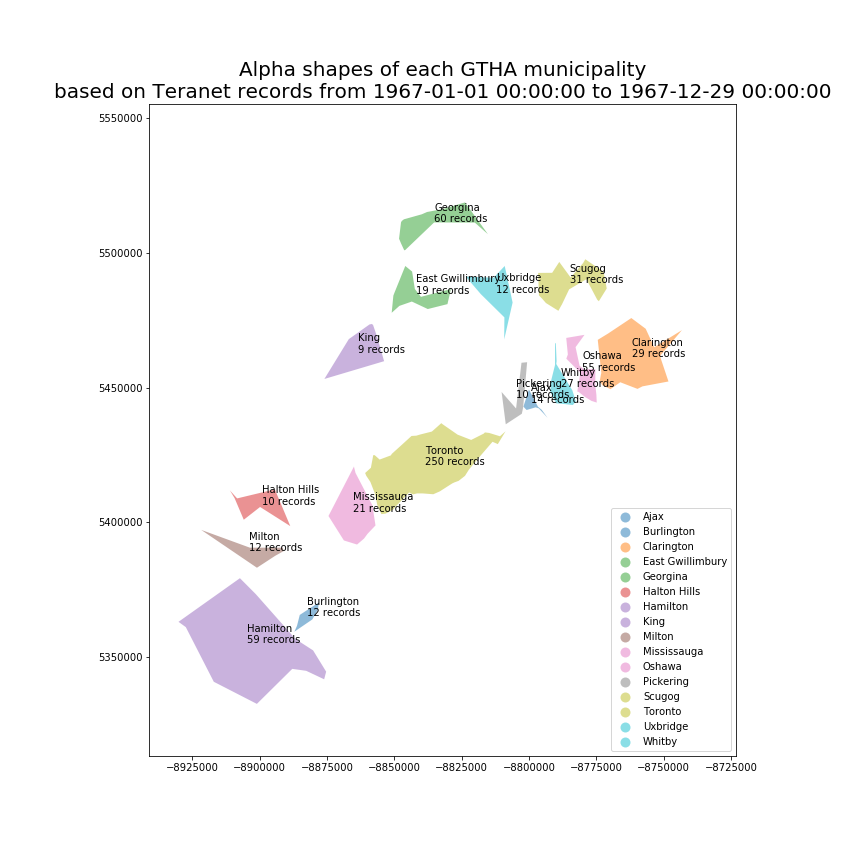 Alpha shapes of each GTHA municipality
based on Teranet records from 1967-01-01 00:00:00 to 1967-12-29 00:00:00
5550000
5500000
5450000
5400000
5350000
Georgina
60 records
East Gwillimbury
19 records
Uxbridge
12 records
Scugog
31 records
King
9 records
Clarington
29 records
Oshawa
55 records
Whitby
27 records
Pickering
10 records
Ajax
14 records
Toronto
250 records
Mississauga
21 records
Halton Hills
10 records
Milton
12 records
Burlington
12 records
Hamilton
59 records
Ajax
Burlington
Clarington
East Gwillimbury
Georgina
Halton Hills
Hamilton
King
Milton
Mississauga
Oshawa
Pickering
Scugog
Toronto
Uxbridge
Whitby
−8925000 −8900000 −8875000 −8850000 −8825000 −8800000 −8775000 −8750000 −8725000